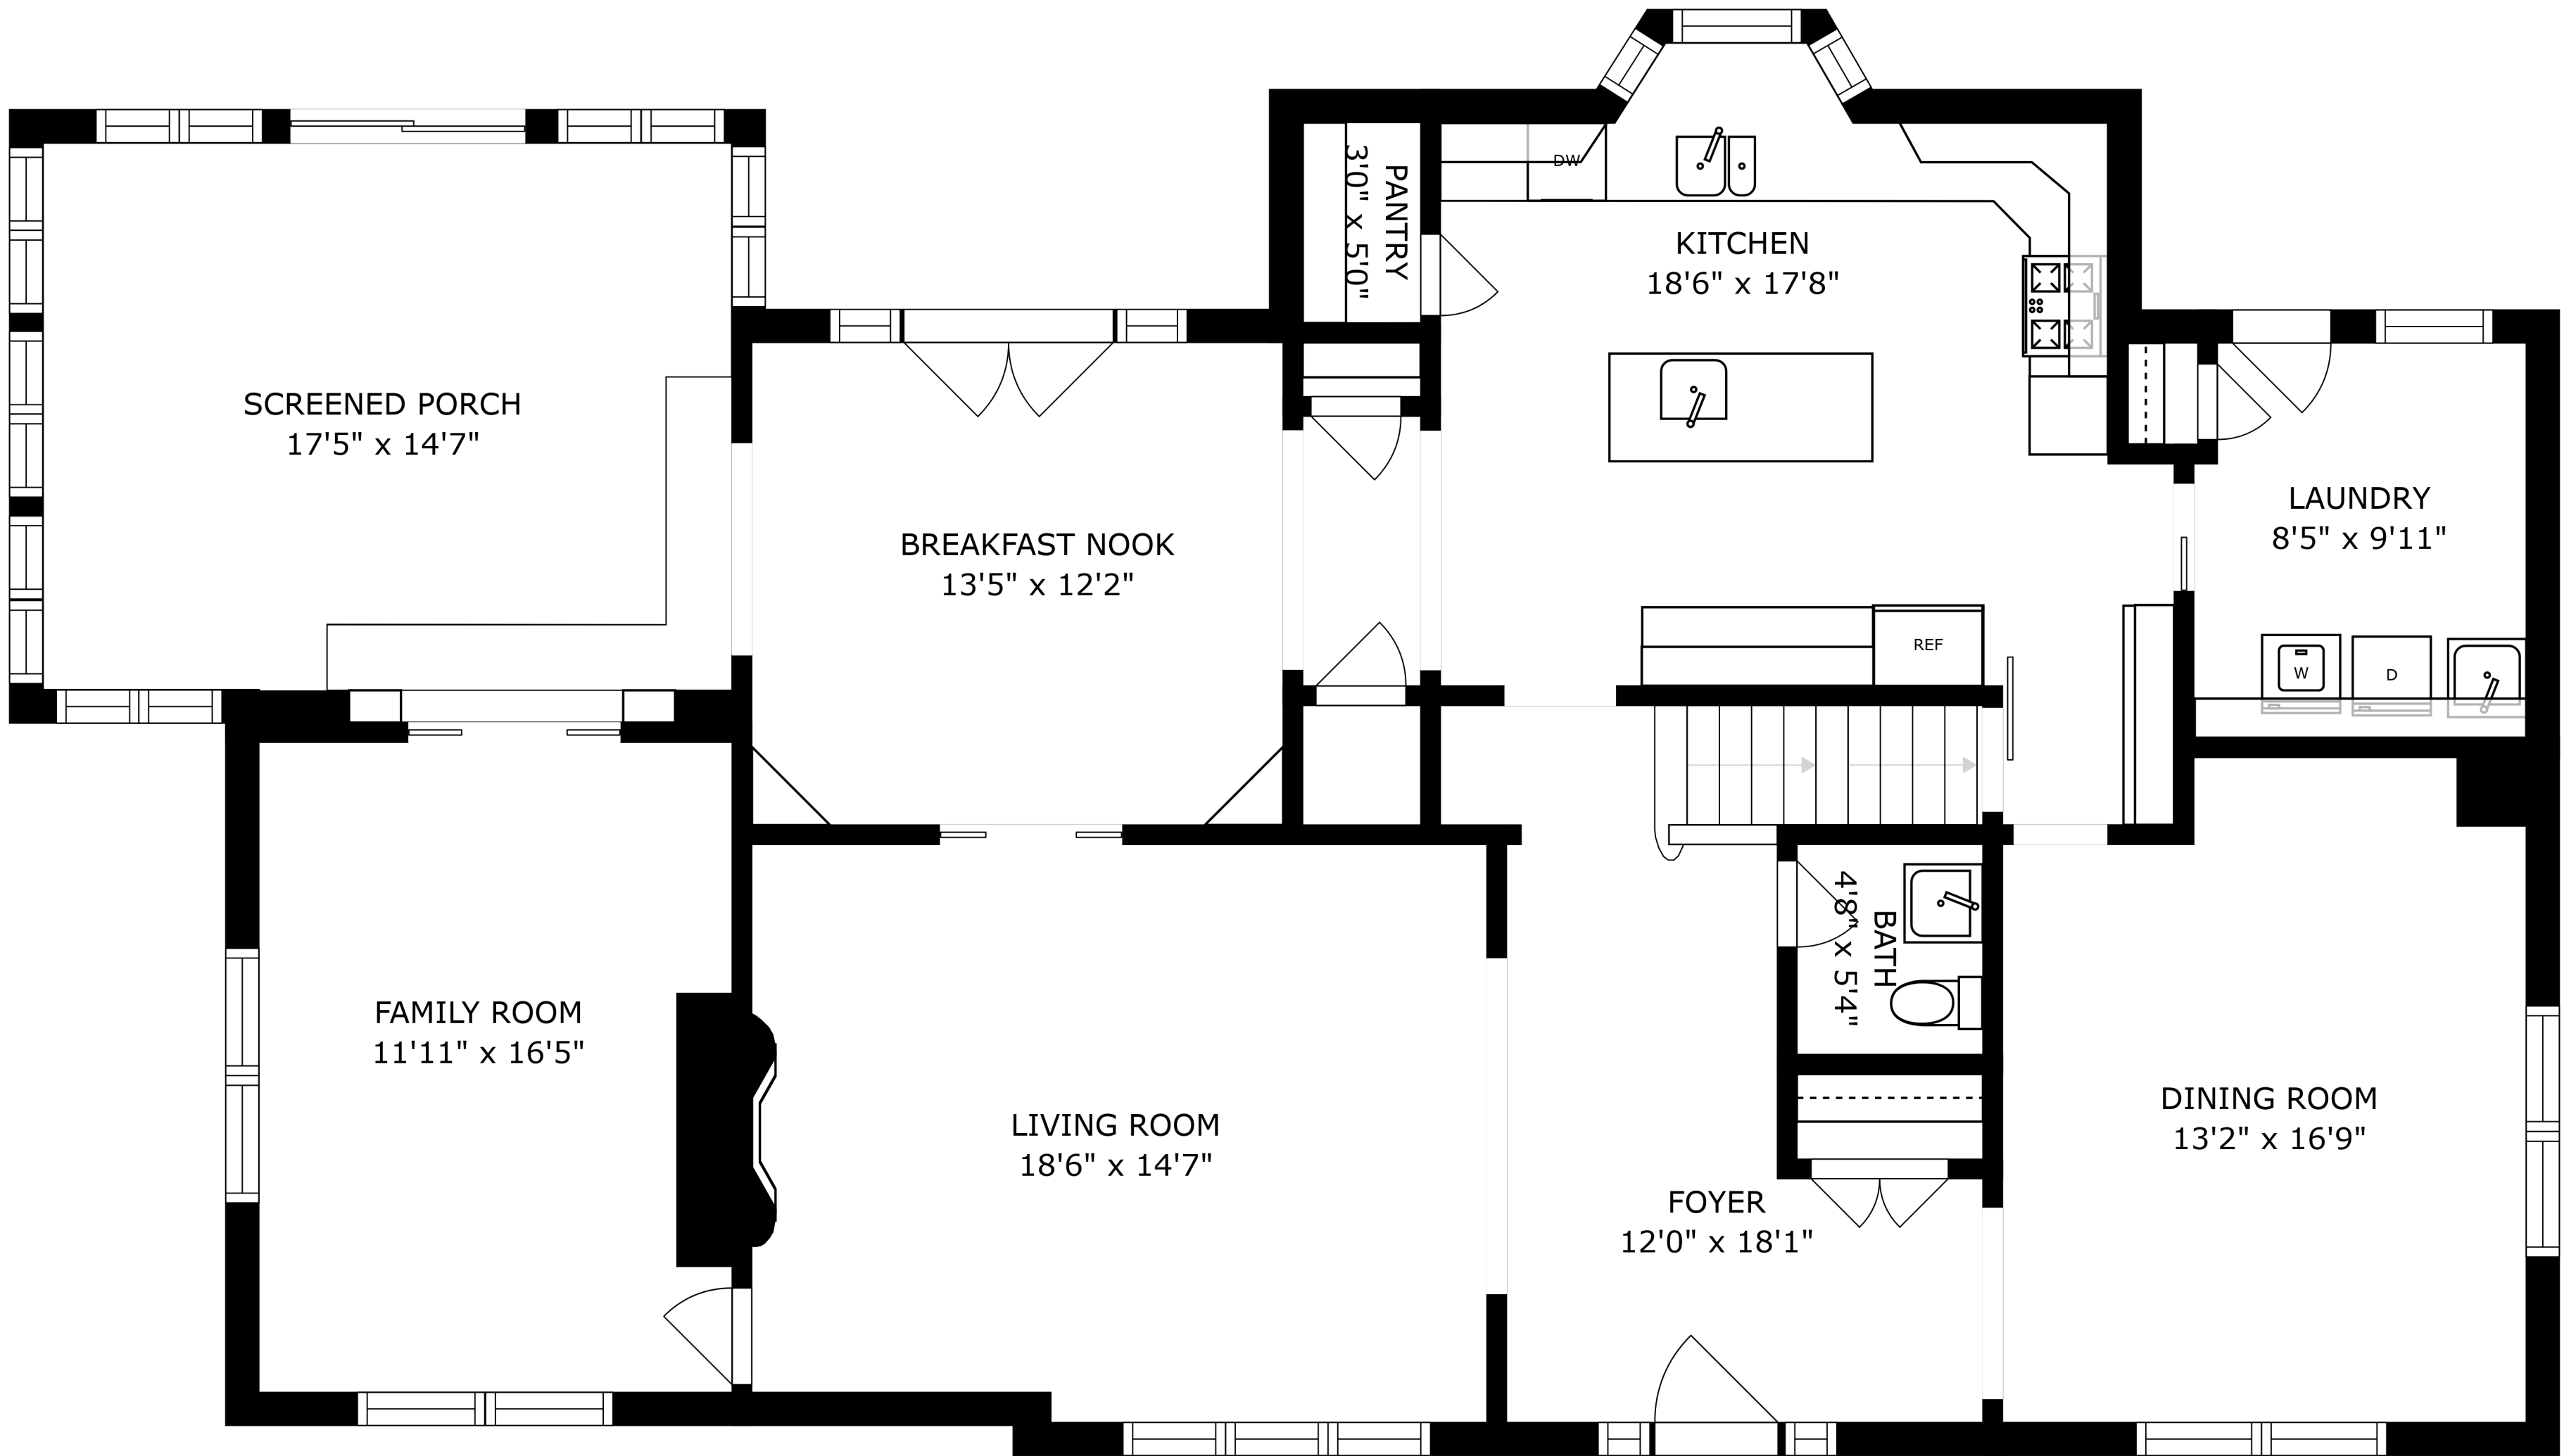 PANTRY
3'0" x 5'0"
DW
KITCHEN
18'6" x 17'8"
SCREENED PORCH
17'5" x 14'7"
BREAKFAST NOOK
13'5" x 12'2"
LAUNDRY
8'5" x 9'11"
REF
W
D
FAMILY ROOM
11'11" x 16'5"
LIVING ROOM
18'6" x 14'7"
BATH
4'8" x 5'4"
FOYER
12'0" x 18'1"
DINING ROOM
13'2" x 16'9"